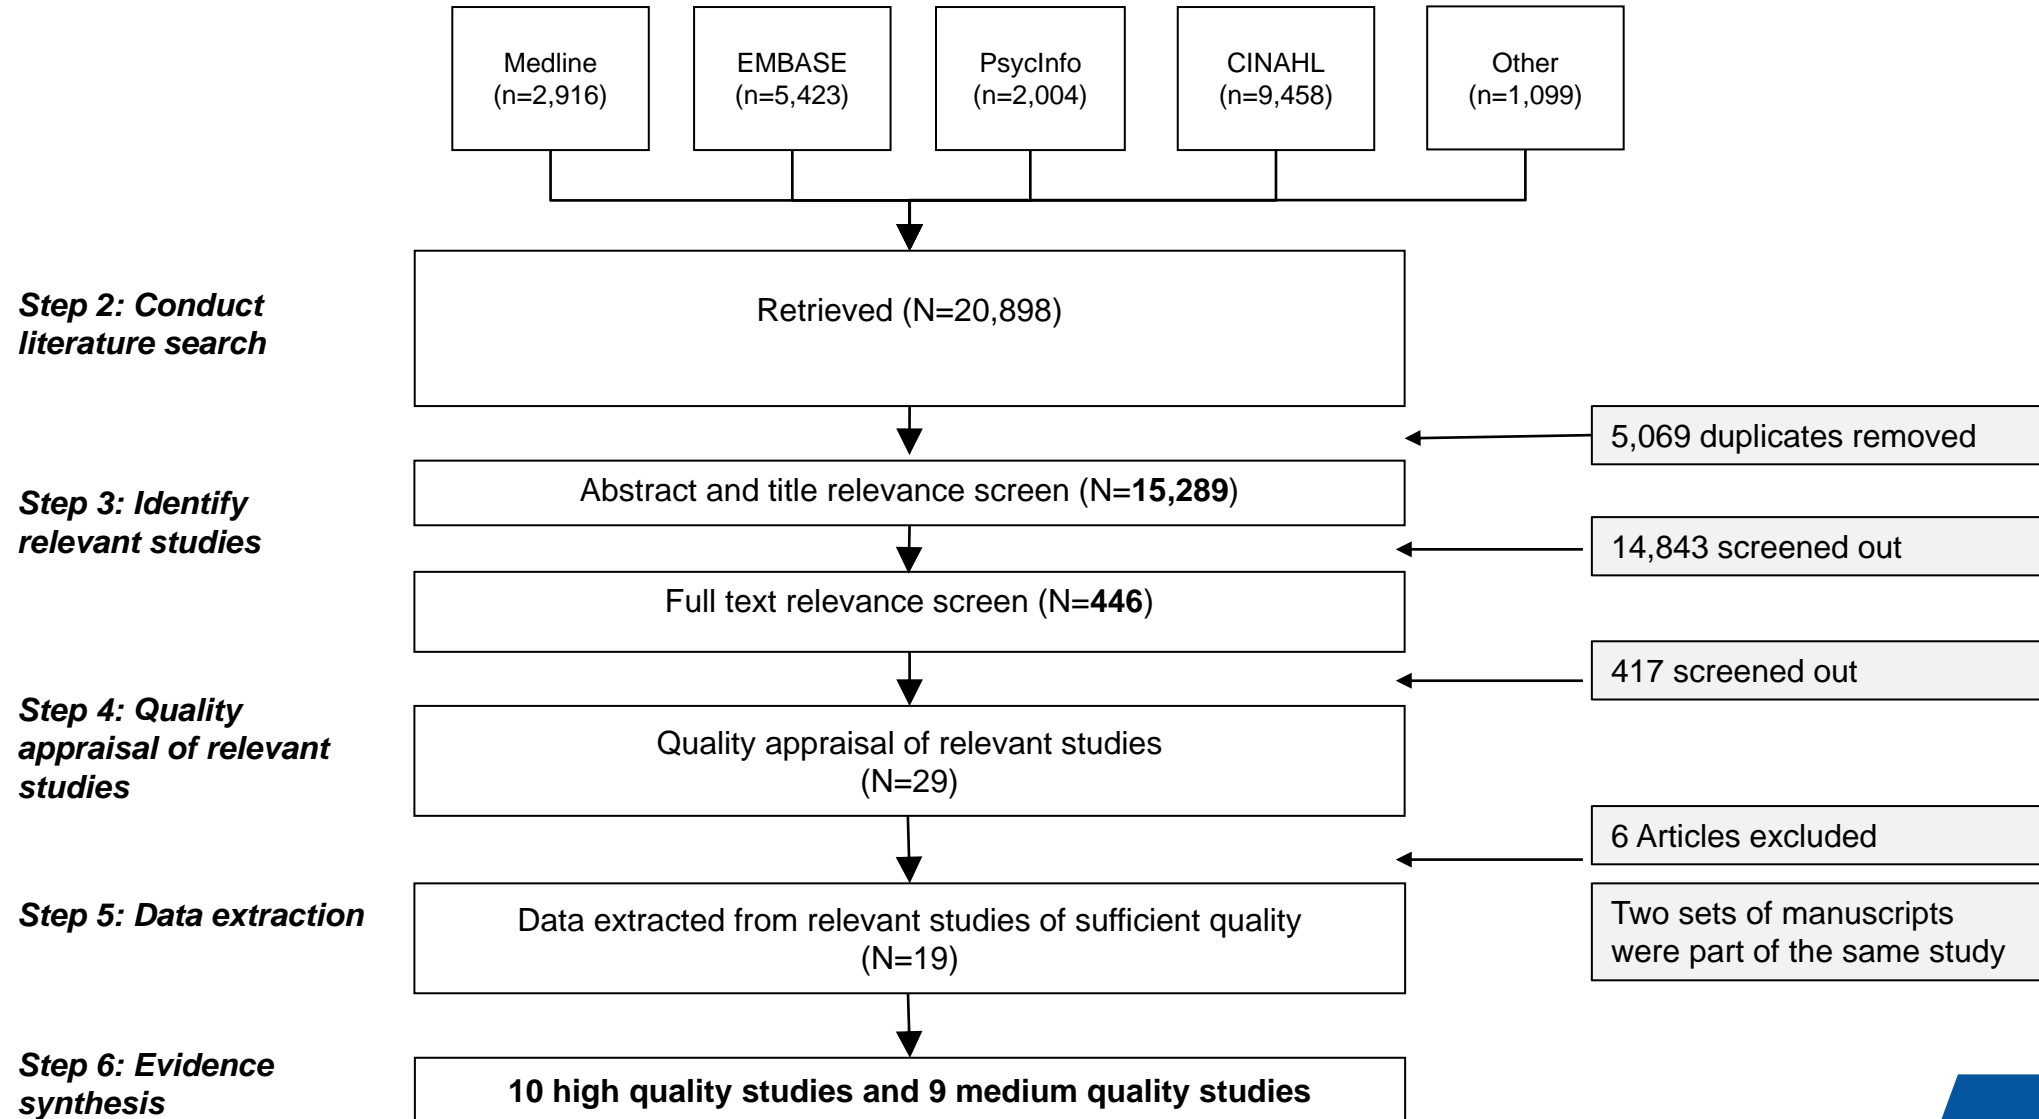 Medline
(n=2,916)
EMBASE
(n=5,423)
PsycInfo
(n=2,004)
CINAHL
(n=9,458)
Other
(n=1,099)
Step 2: Conduct
literature search
Retrieved (N=20,898)
5,069 duplicates removed
Step 3: Identify
relevant studies
Abstract and title relevance screen (N=15,289)
14,843 screened out
Full text relevance screen (N=446)
417 screened out
Step 4: Quality
appraisal of relevant
studies
Quality appraisal of relevant studies
(N=29)
6 Articles excluded
Step 5: Data extraction
Data extracted from relevant studies of sufficient quality
(N=19)
Two sets of manuscripts
were part of the same study
Step 6: Evidence
synthesis
10 high quality studies and 9 medium quality studies